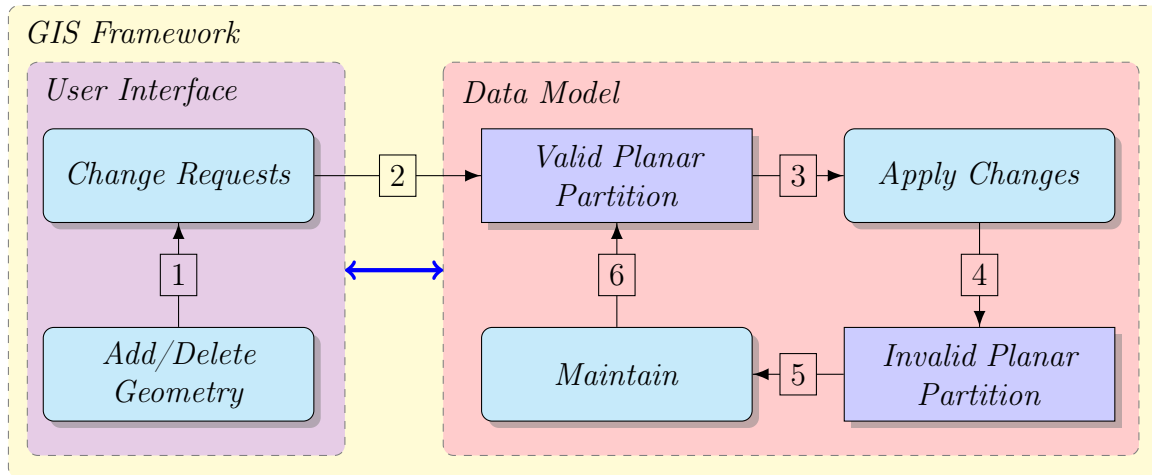 GIS Framework
User Interface
Data Model
Change Requests
2
Valid Planar
Partition
3
Apply Changes
1
6
4
Add/Delete
Geometry
Maintain
5
Invalid Planar
Partition